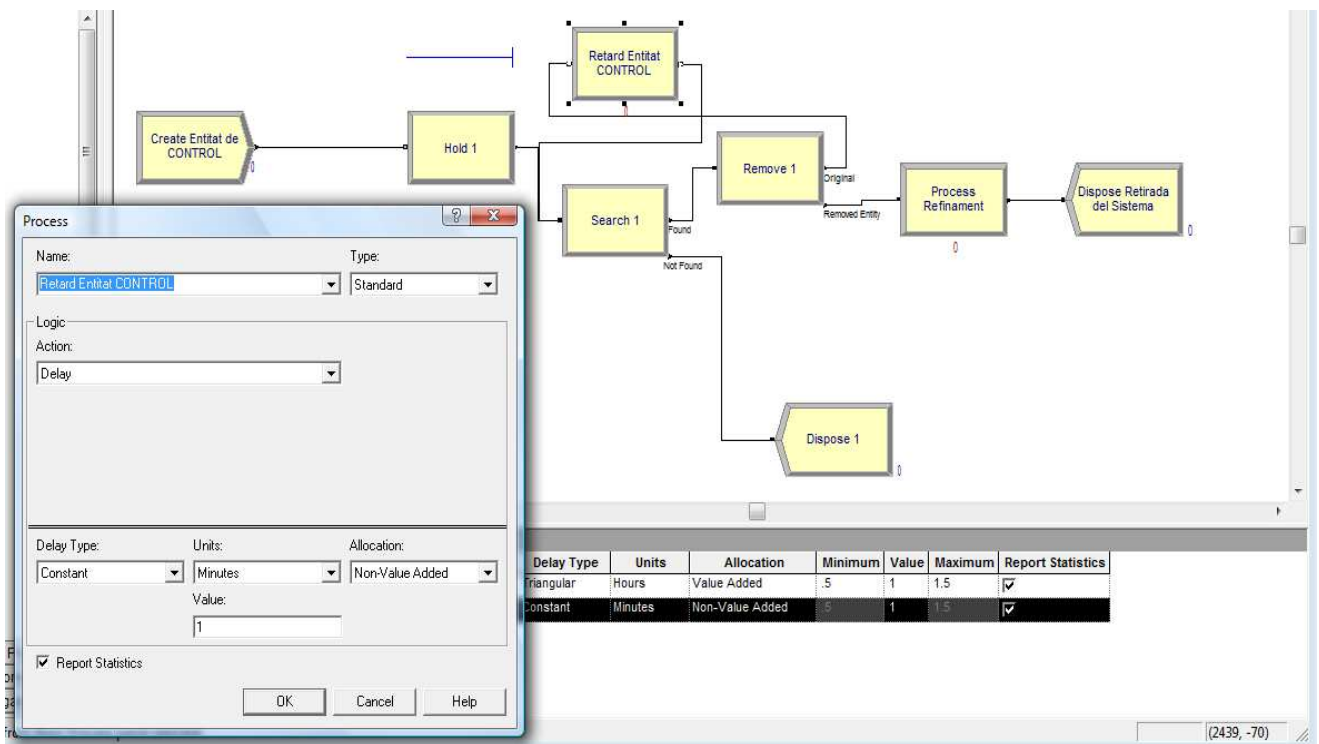 Retard Entitat
CONTROL
0
Create Entitat de
CONTROL
0
Hold 1
Search 1
Found
Not Found
Remove 1
Original
Removed Entity
Process
Refinament
0
Dispose Retirada
del Sistema
0
Dispose 1
0
Process
Name:
Type:
Retard Entitat CONTROL
Standard
Logic
Action:
Delay
Delay Type:
Units:
Allocation:
Constant
Minutes
Non-Value Added
Value:
1
Report Statistics
OK
Cancel
Help
Delay Type Units Allocation Minimum Value Maximum Report Statistics
Triangular Hours Value Added .5 1 1.5
Constant Minutes Non-Value Added .5 1 1.5
(2439, -70)